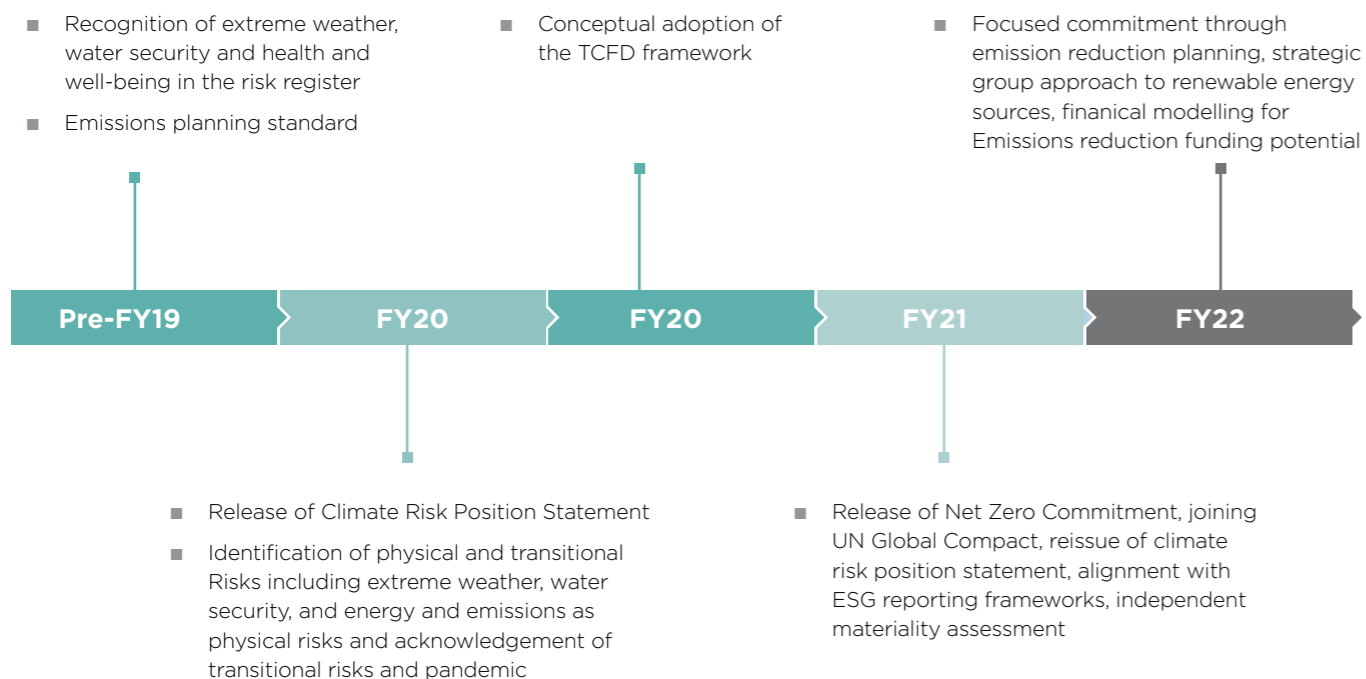 Recognition of extreme weather,
water security and health and
well-being in the risk register
Emissions planning standard
Conceptual adoption of
the TCFD framework
Focused commitment through
emission reduction planning, strategic
group approach to renewable energy
sources, finanical modelling for
Emissions reduction funding potential
Pre-FY19
FY20
FY20
FY21
FY22
Release of Climate Risk Position Statement
Identification of physical and transitional
Risks including extreme weather, water
security, and energy and emissions as
physical risks and acknowledgement of
transitional risks and pandemic
Release of Net Zero Commitment, joining
UN Global Compact, reissue of climate
risk position statement, alignment with
ESG reporting frameworks, independent
materiality assessment